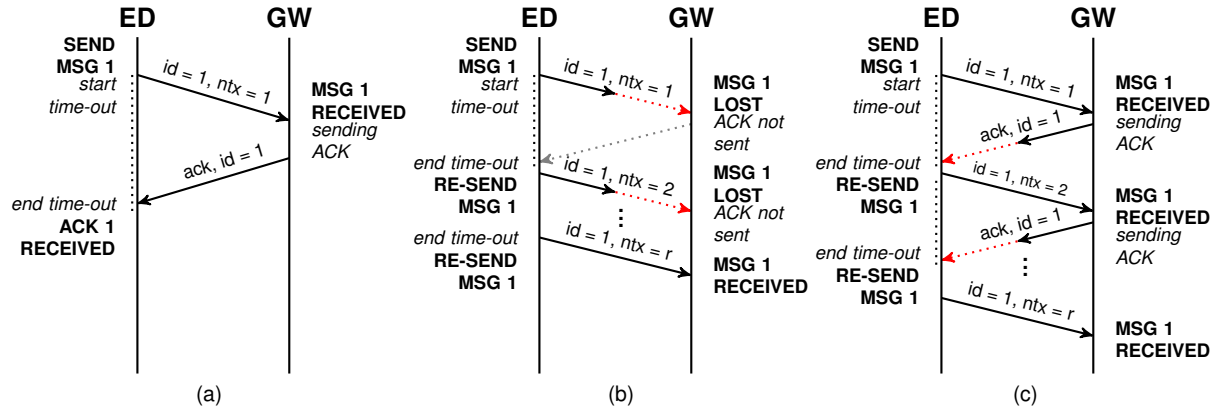 ED GW
SEND
MSG 1
start
time-out
id = 1, ntx = 1
MSG 1
RECEIVED
sending
ACK
ack, id = 1
end time-out
ACK 1
RECEIVED
(a)
ED GW
SEND
MSG 1
start
time-out
id = 1, ntx = 1
MSG 1
LOST
ACK not
sent
end time-out
RE-SEND
MSG 1
id = 1, ntx = 2
MSG 1
LOST
ACK not
sent
end time-out
RE-SEND
MSG 1
id = 1, ntx = r
MSG 1
RECEIVED
(b)
ED GW
SEND
MSG 1
start
time-out
id = 1, ntx = 1
MSG 1
RECEIVED
sending
ACK
ack, id = 1
end time-out
RE-SEND
MSG 1
id = 1, ntx = 2
MSG 1
RECEIVED
sending
ACK
ack, id = 1
end time-out
RE-SEND
MSG 1
id = 1, ntx = r
MSG 1
RECEIVED
(c)